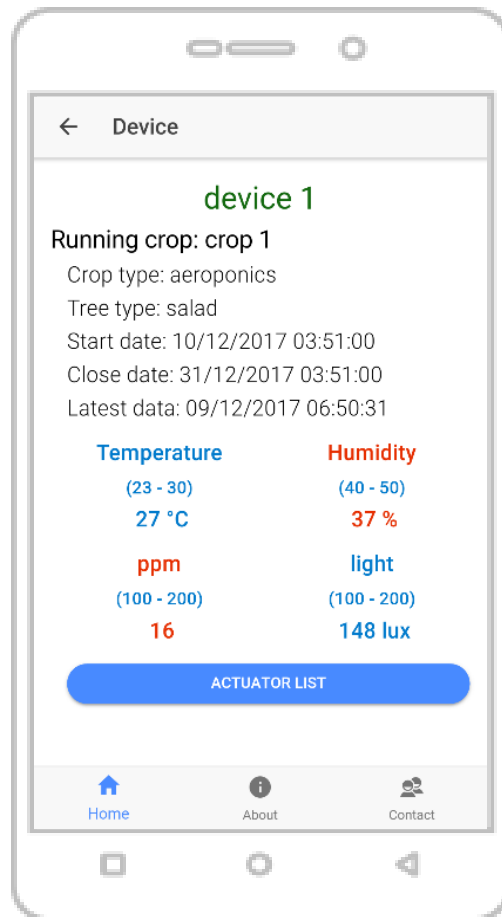 Device
device 1
Running crop: crop 1
Crop type: aeroponics
Tree type: salad
Start date: 10/12/2017 03:51:00
Close date: 31/12/2017 03:51:00
Latest data: 09/12/2017 06:50:31
Temperature Humidity
(23 - 30) (40 - 50)
27 °C 37 %
ppm light
(100 - 200) (100 - 200)
16 148 lux
ACTUATOR LIST
Home About Contact